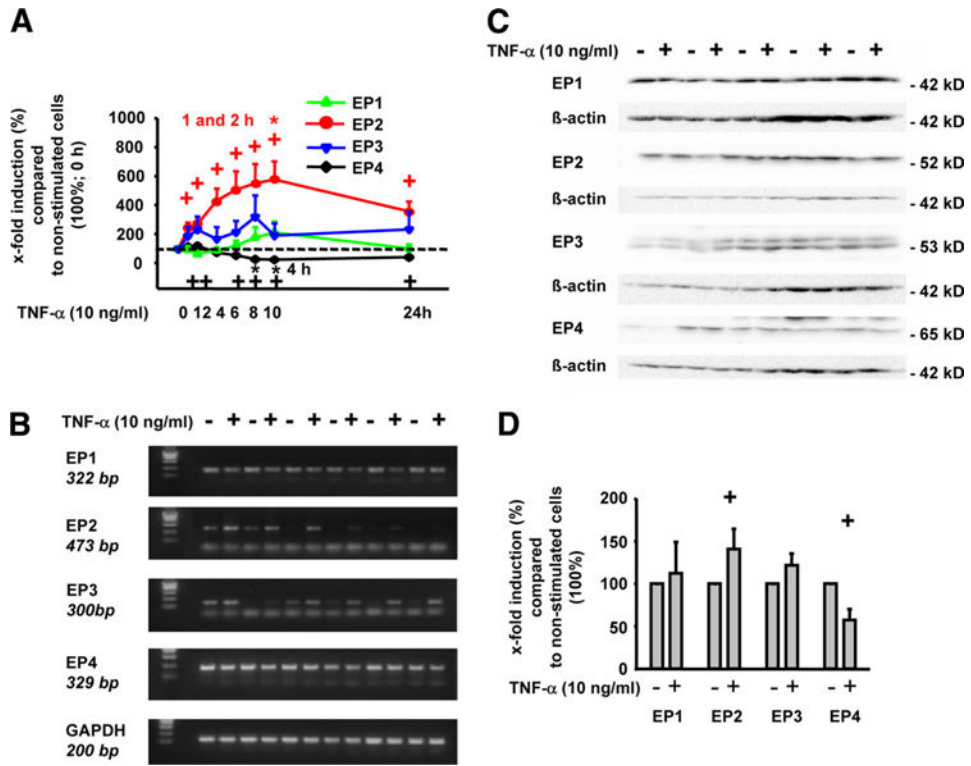 A
x-fold induction (%)
compared
to non-stimulated cells
(100%; 0 h)
1000
800
600
400
200
0
1 and 2 h *
+ + + + + + +
EP1
EP2
EP3
EP4
* * 4 h
+ + + + + +
TNF-α (10 ng/ml) 0 1 2 4 6 8 10 24h
B
TNF-α (10 ng/ml) - + - + - + - + - + - +
EP1
322 bp
EP2
473 bp
EP3
300bp
EP4
329 bp
GAPDH
200 bp
C
TNF-α (10 ng/ml) - + - + - + - + - +
EP1 - 42 kD
ß-actin - 42 kD
EP2 - 52 kD
ß-actin - 42 kD
EP3 - 53 kD
ß-actin - 42 kD
EP4 - 65 kD
ß-actin - 42 kD
D
x-fold induction (%)
compared
to non-stimulated cells
(100%)
200
150
100
50
0
+ +
TNF-α (10 ng/ml) - + - + - + - +
EP1 EP2 EP3 EP4